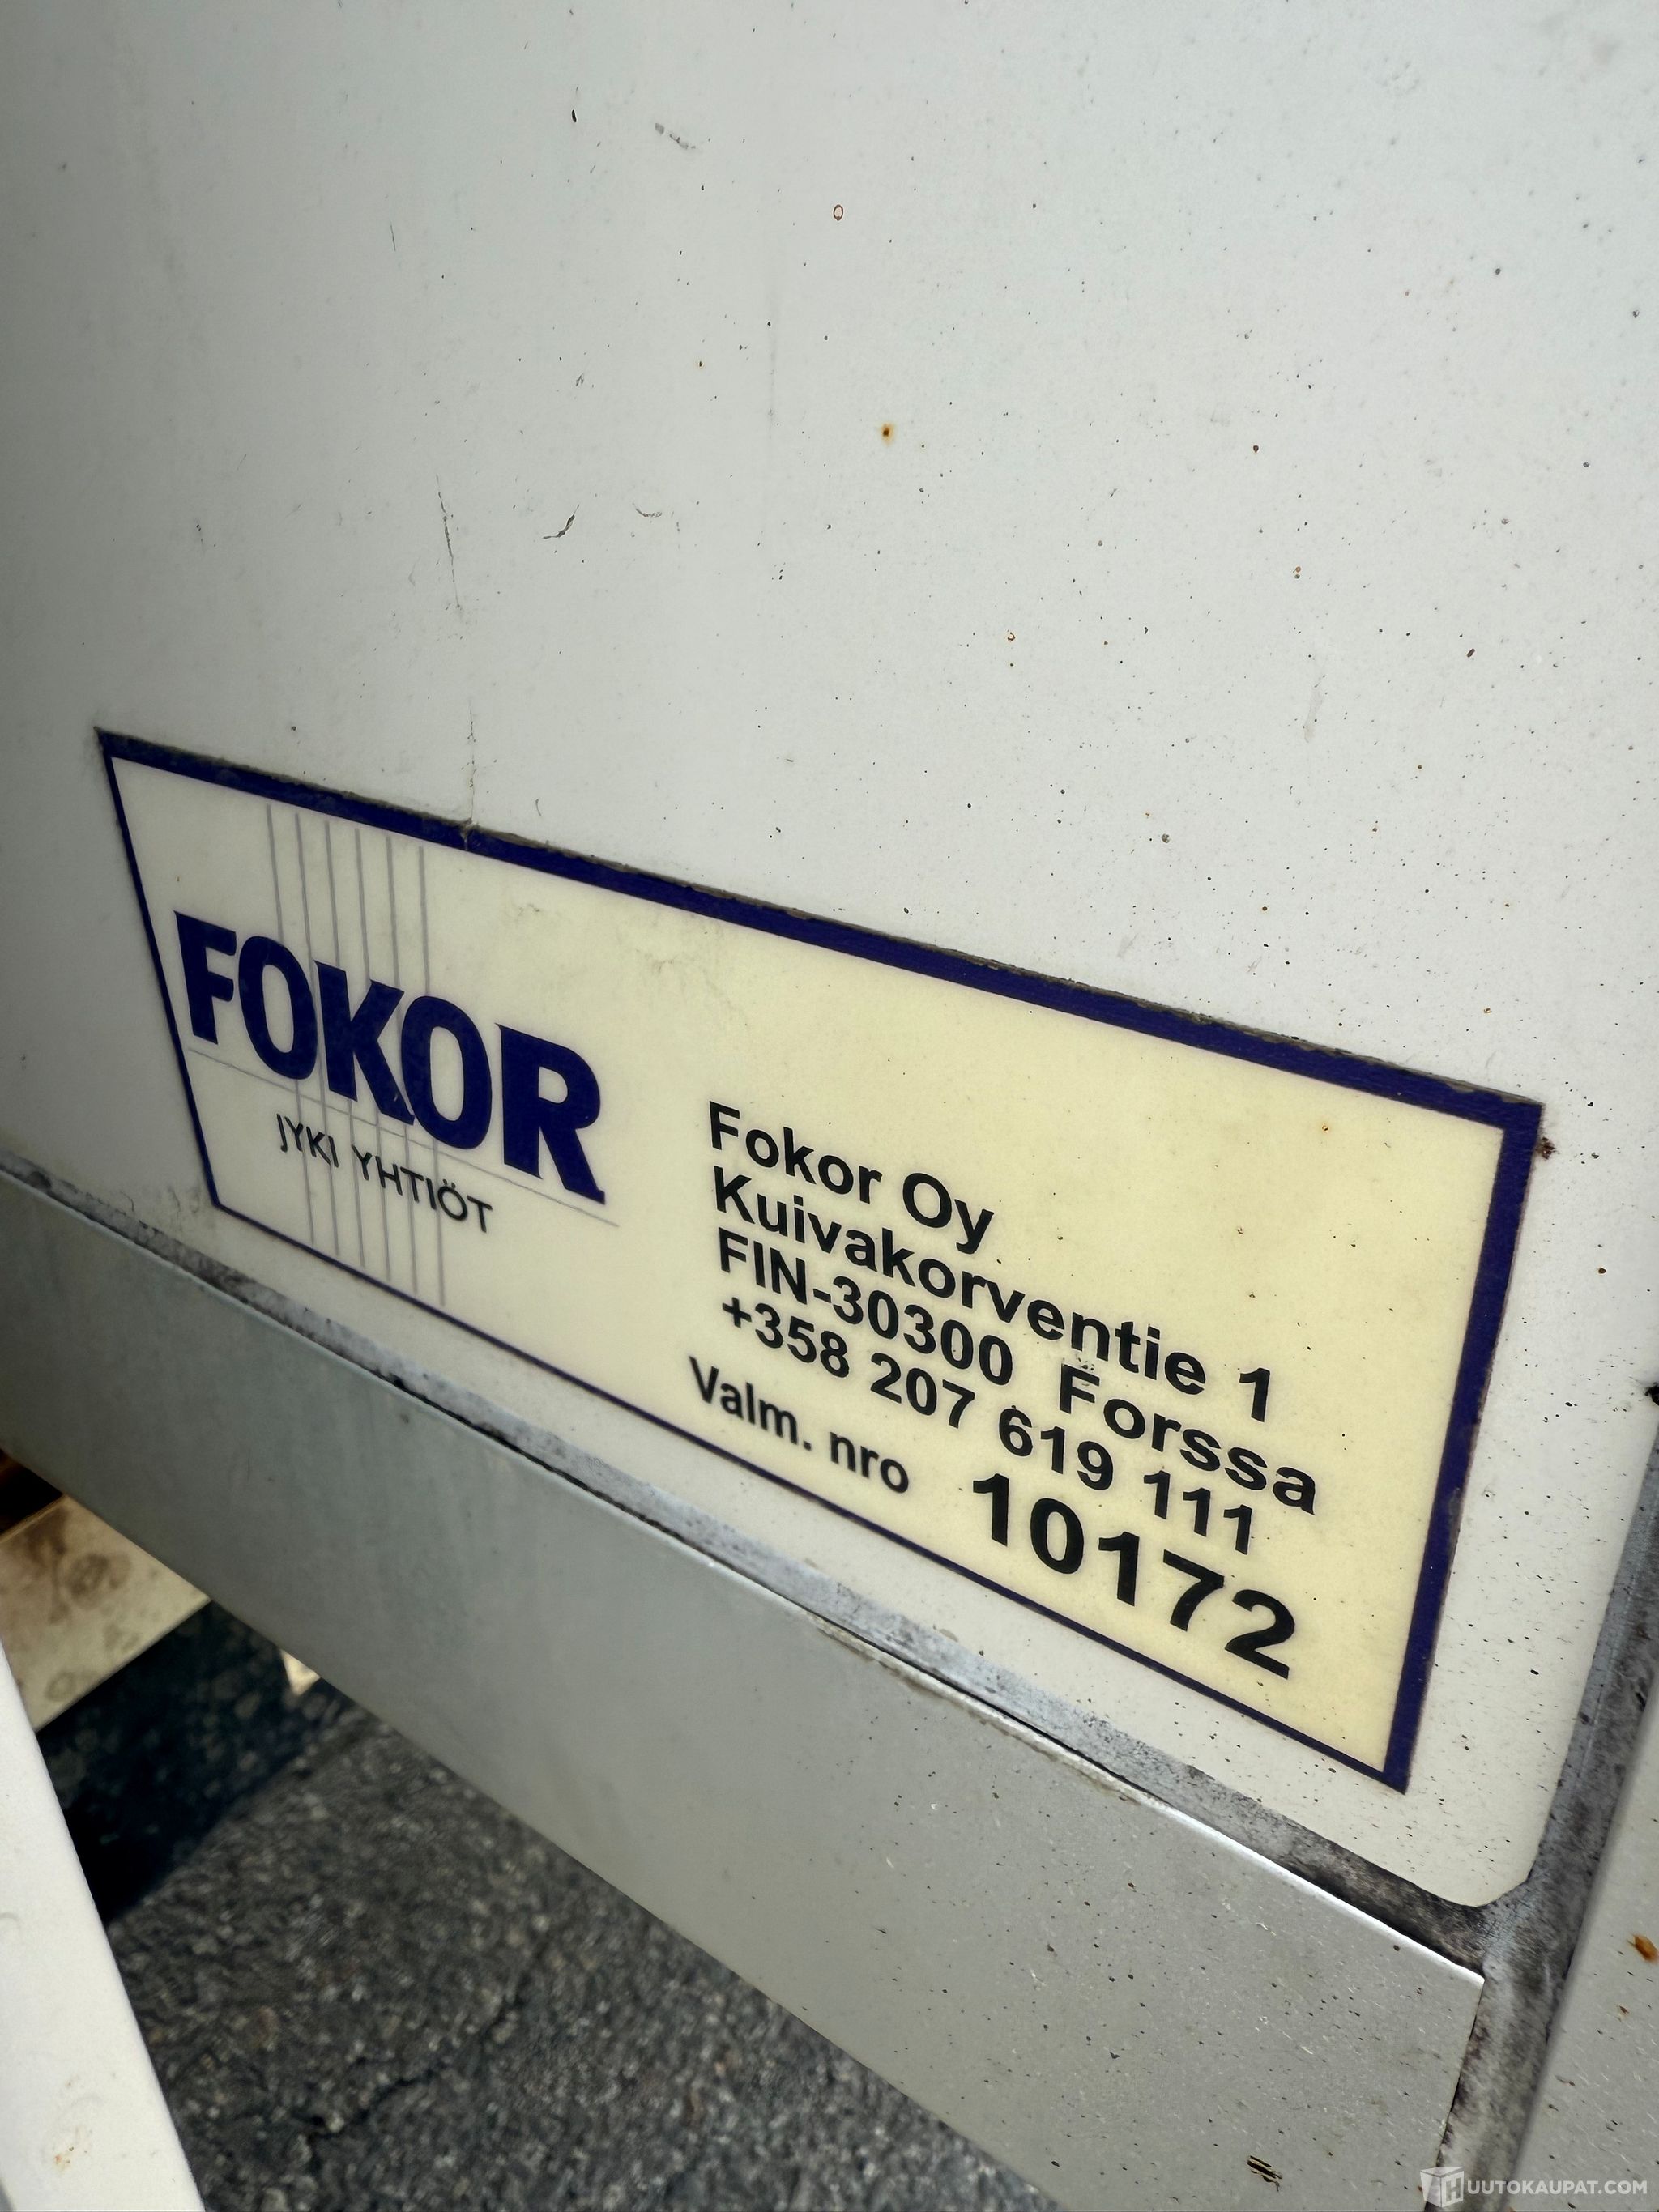 FOKOR
JYKI YHTIÖT
Fokor Oy
Kuivakorventie 1
FIN-30300 Forssa
+358 207 619 111
Valm. nro 10172
HUUTOKAUPAT.COM